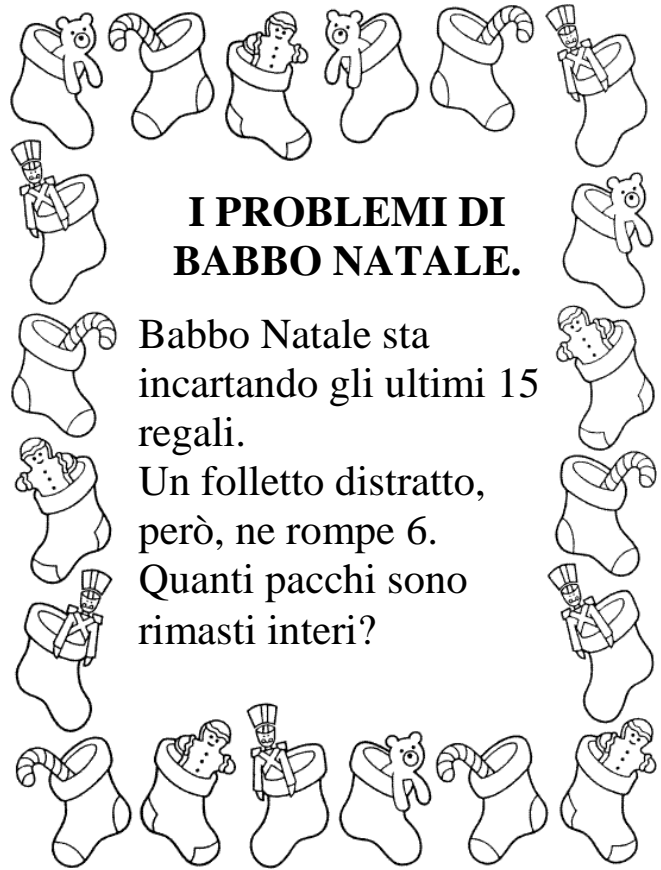 I PROBLEMI DI
BABBO NATALE.
Babbo Natale sta
incartando gli ultimi 15
regali.
Un folletto distratto,
però, ne rompe 6.
Quanti pacchi sono
rimasti interi?